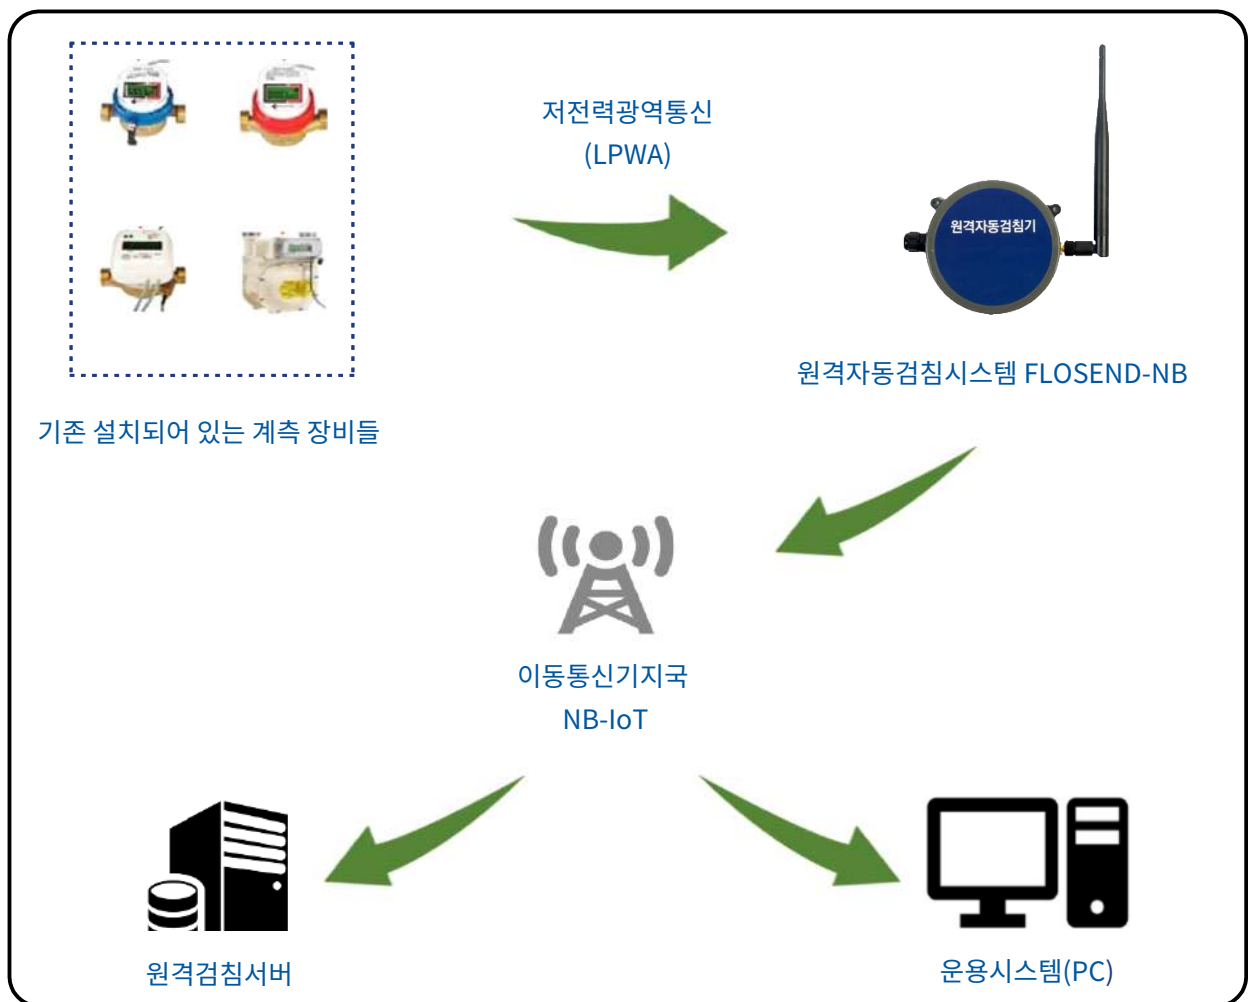 저전력광역통신
(LPWA)
원격자동검침기
원격자동검침시스템 FLOSEND-NB
기존 설치되어 있는 계측 장비들
이동통신기지국
NB-IoT
원격검침서버
운용시스템(PC)